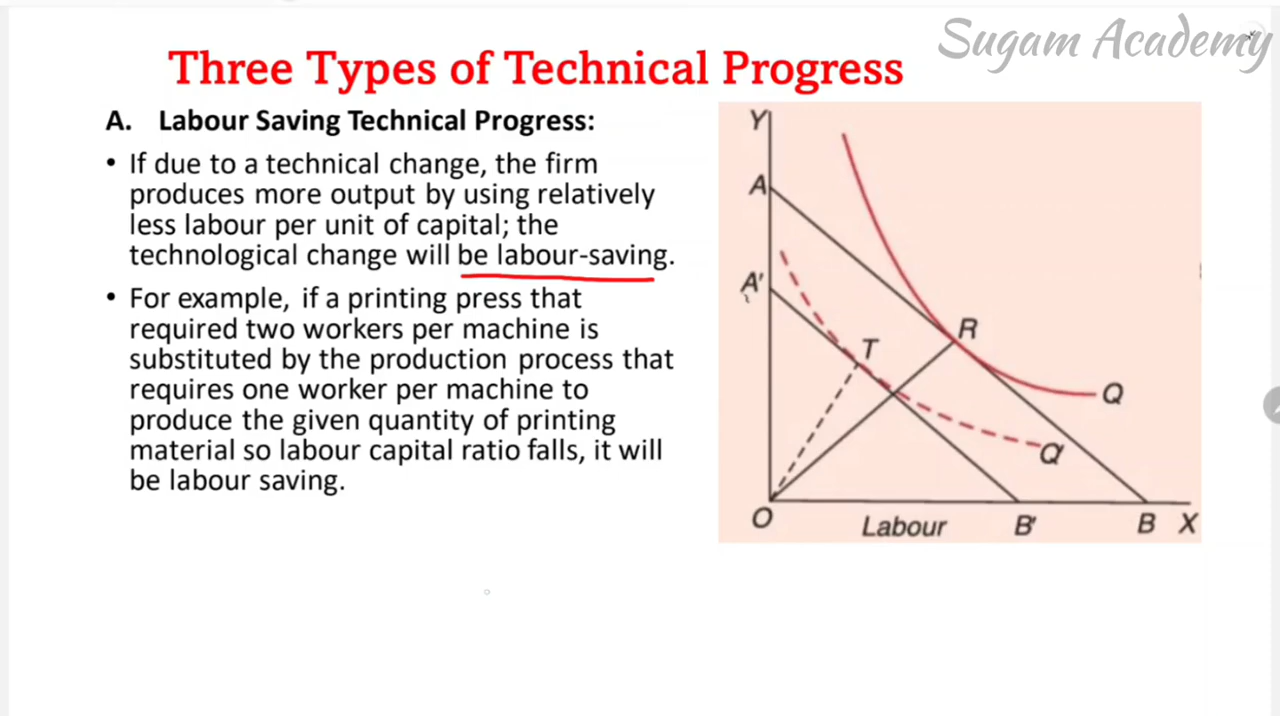 Sugam Academy
Three Types of Technical Progress
A. Labour Saving Technical Progress:
• If due to a technical change, the firm
produces more output by using relatively
less labour per unit of capital; the
technological change will be labour-saving.
• For example, if a printing press that
required two workers per machine is
substituted by the production process that
requires one worker per machine to
produce the given quantity of printing
material so labour capital ratio falls, it will
be labour saving.
Y
A
A'
R
T
Q
Q'
O
Labour
B'
B
X